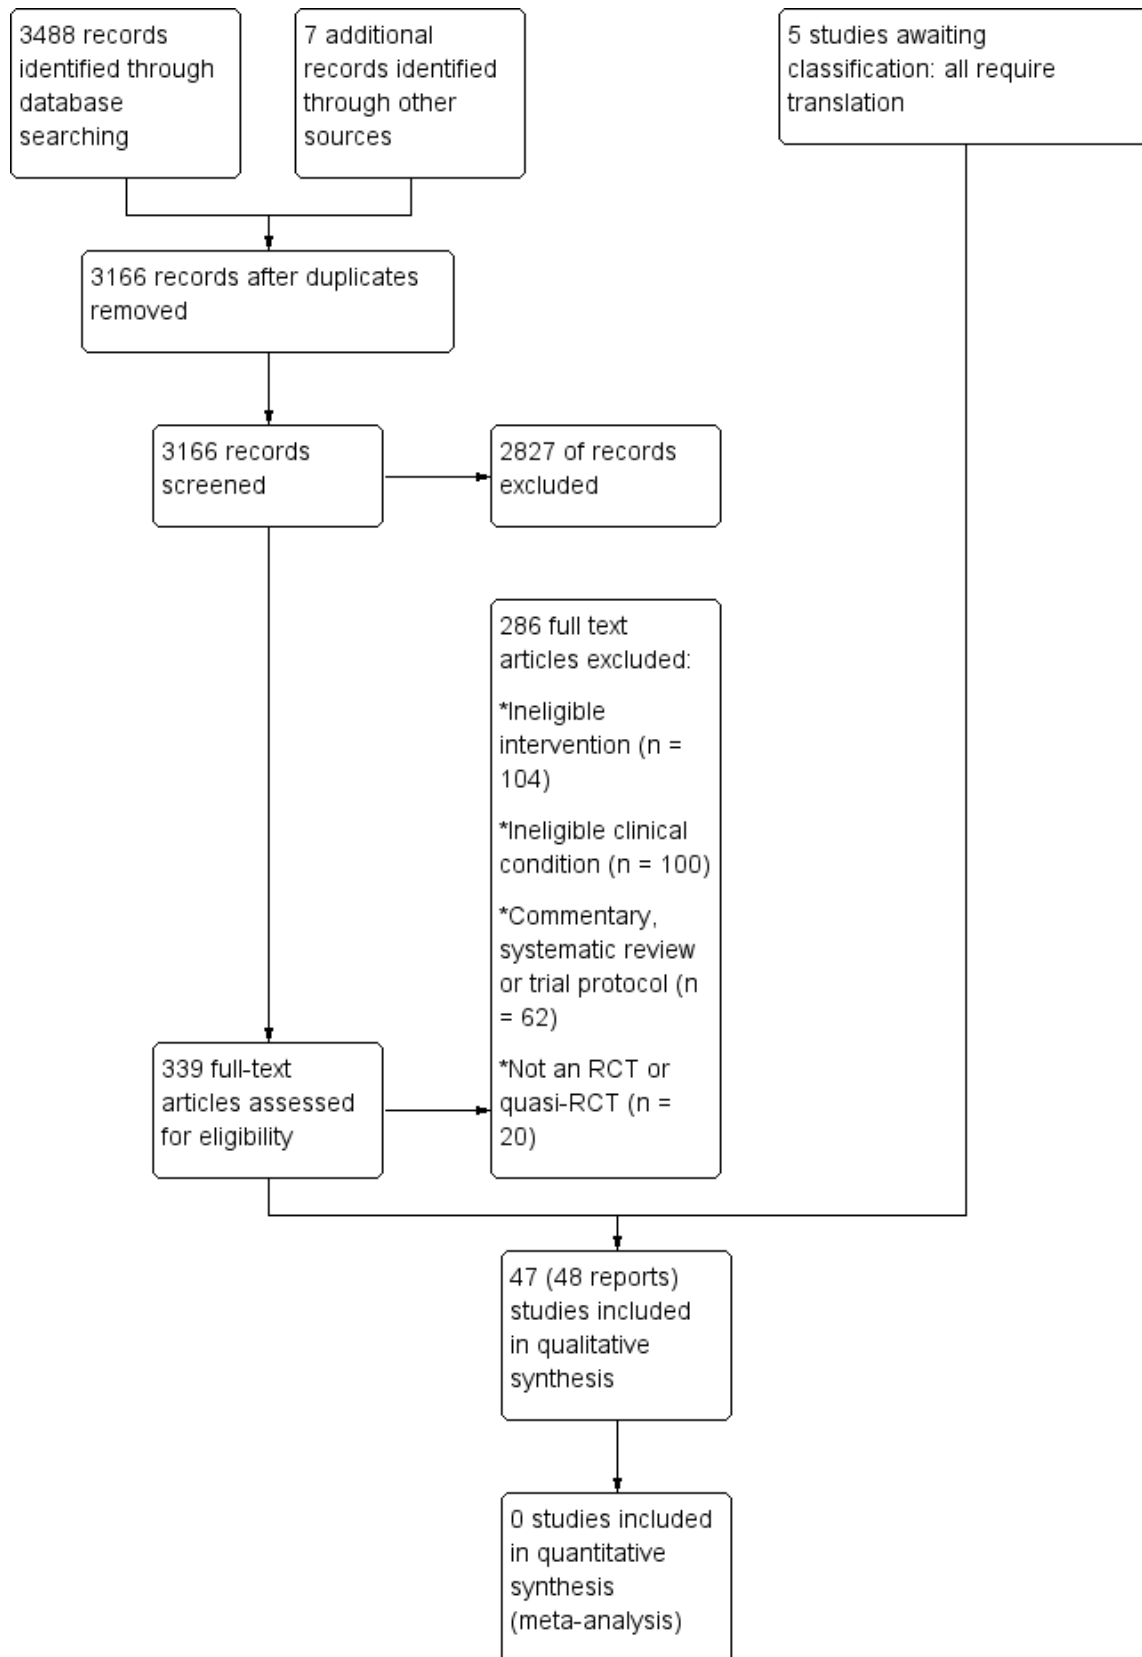 3488 records
identified through
database
searching
7 additional
records identified
through other
sources
5 studies awaiting
classification: all require
translation
3166 records after duplicates
removed
3166 records
screened
2827 of records
excluded
286 full text
articles excluded:
*Ineligible
intervention (n =
104)
*Ineligible clinical
condition (n = 100)
*Commentary,
systematic review
or trial protocol (n
= 62)
*Not an RCT or
quasi-RCT (n =
20)
339 full-text
articles assessed
for eligibility
47 (48 reports)
studies included
in qualitative
synthesis
0 studies included
in quantitative
synthesis
(meta-analysis)